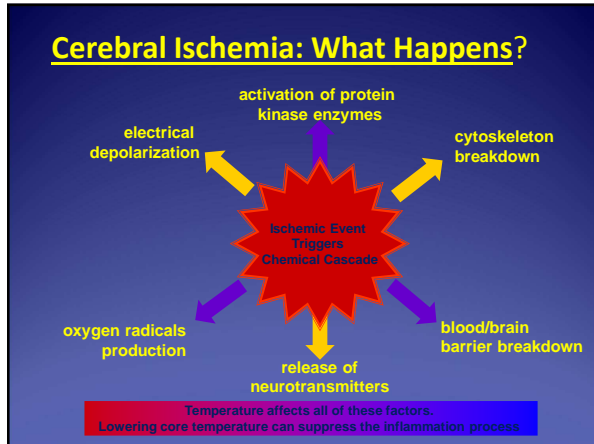 Cerebral Ischemia: What Happens?
activation of protein
kinase enzymes
electrical
depolarization
cytoskeleton
breakdown
Ischemic Event
Triggers
Chemical Cascade
oxygen radicals
production
blood/brain
barrier breakdown
release of
neurotransmitters
Temperature affects all of these factors.
Lowering core temperature can suppress the inflammation process